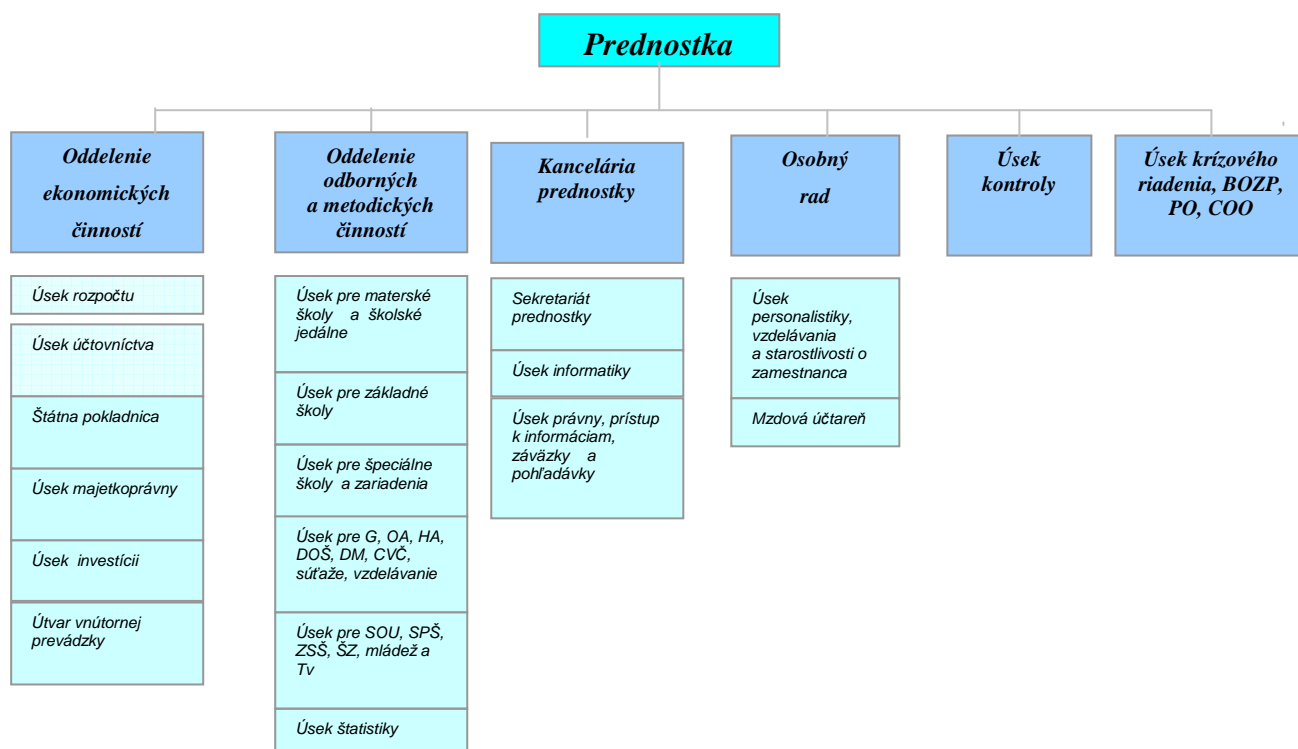 Prednostka
Oddelenie
ekonomických
činností
Oddelenie
odborných
a metodických
činností
Kancelária
prednostky
Osobný
rad
Úsek
kontroly
Úsek krízového
riadenia, BOZP,
PO, COO
Úsek rozpočtu
Úsek účtovníctva
Štátna pokladnica
Úsek majetkoprávny
Úsek investícii
Útvar vnútornej
prevádzky
Úsek pre materské
školy a školské
jedálne
Úsek pre základné
školy
Úsek pre špeciálne
školy a zariadenia
Úsek pre G, OA, HA,
DOŠ, DM, CVČ,
súťaže, vzdelávanie
Úsek pre SOU, SPŠ,
ZSŠ, ŠZ, mládež a
Tv
Úsek štatistiky
Sekretariát
prednostky
Úsek informatiky
Úsek právny, prístup
k informáciam,
záväzky a
pohľadávky
Úsek
personalistiky,
vzdelávania
a starostlivosti o
zamestnanca
Mzdová účtareň